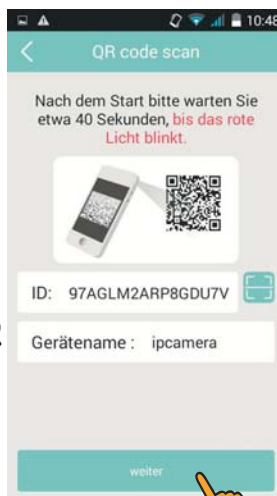 10:48
QR code scan
Nach dem Start bitte warten Sie
etwa 40 Sekunden, bis das rote
Licht blinkt.
ID: 97AGLM2ARP8GDU7V
Gerätename : ipcamera
weiter